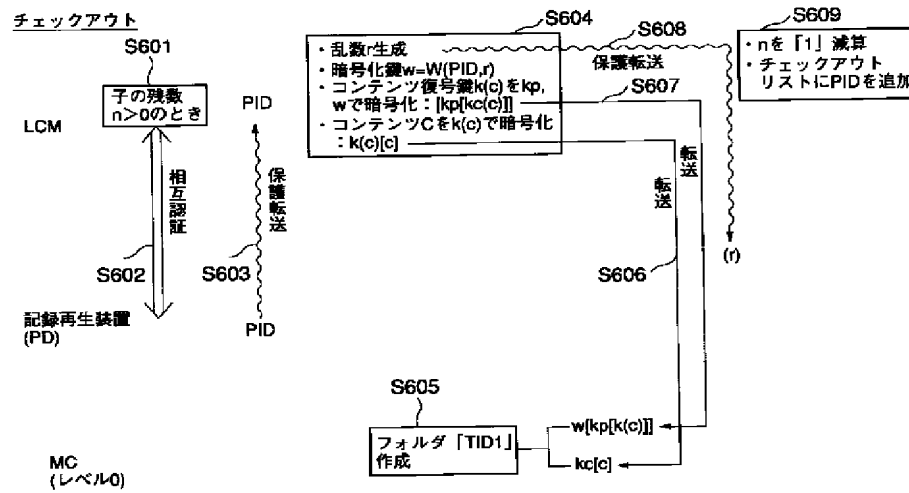 チェックアウト
S601
子の残数
n>0のとき
LCM
PID
相互認証
保護転送
S602
S603
記録再生装置
(PD)
PID
S604
・乱数r生成
・暗号化鍵w=W(PID,r)
・コンテンツ復号鍵k(c)をkp,
wで暗号化：[kp[kc(c)]]
・コンテンツCをk(c)で暗号化
：k(c)[c]
S608
保護転送
S607
S609
・nを「1」減算
・チェックアウト
リストにPIDを追加
転送
転送
S606
(r)
S605
フォルダ「TID1」
作成
w[kp[k(c)]]
kc[c]
MC
(レベル0)